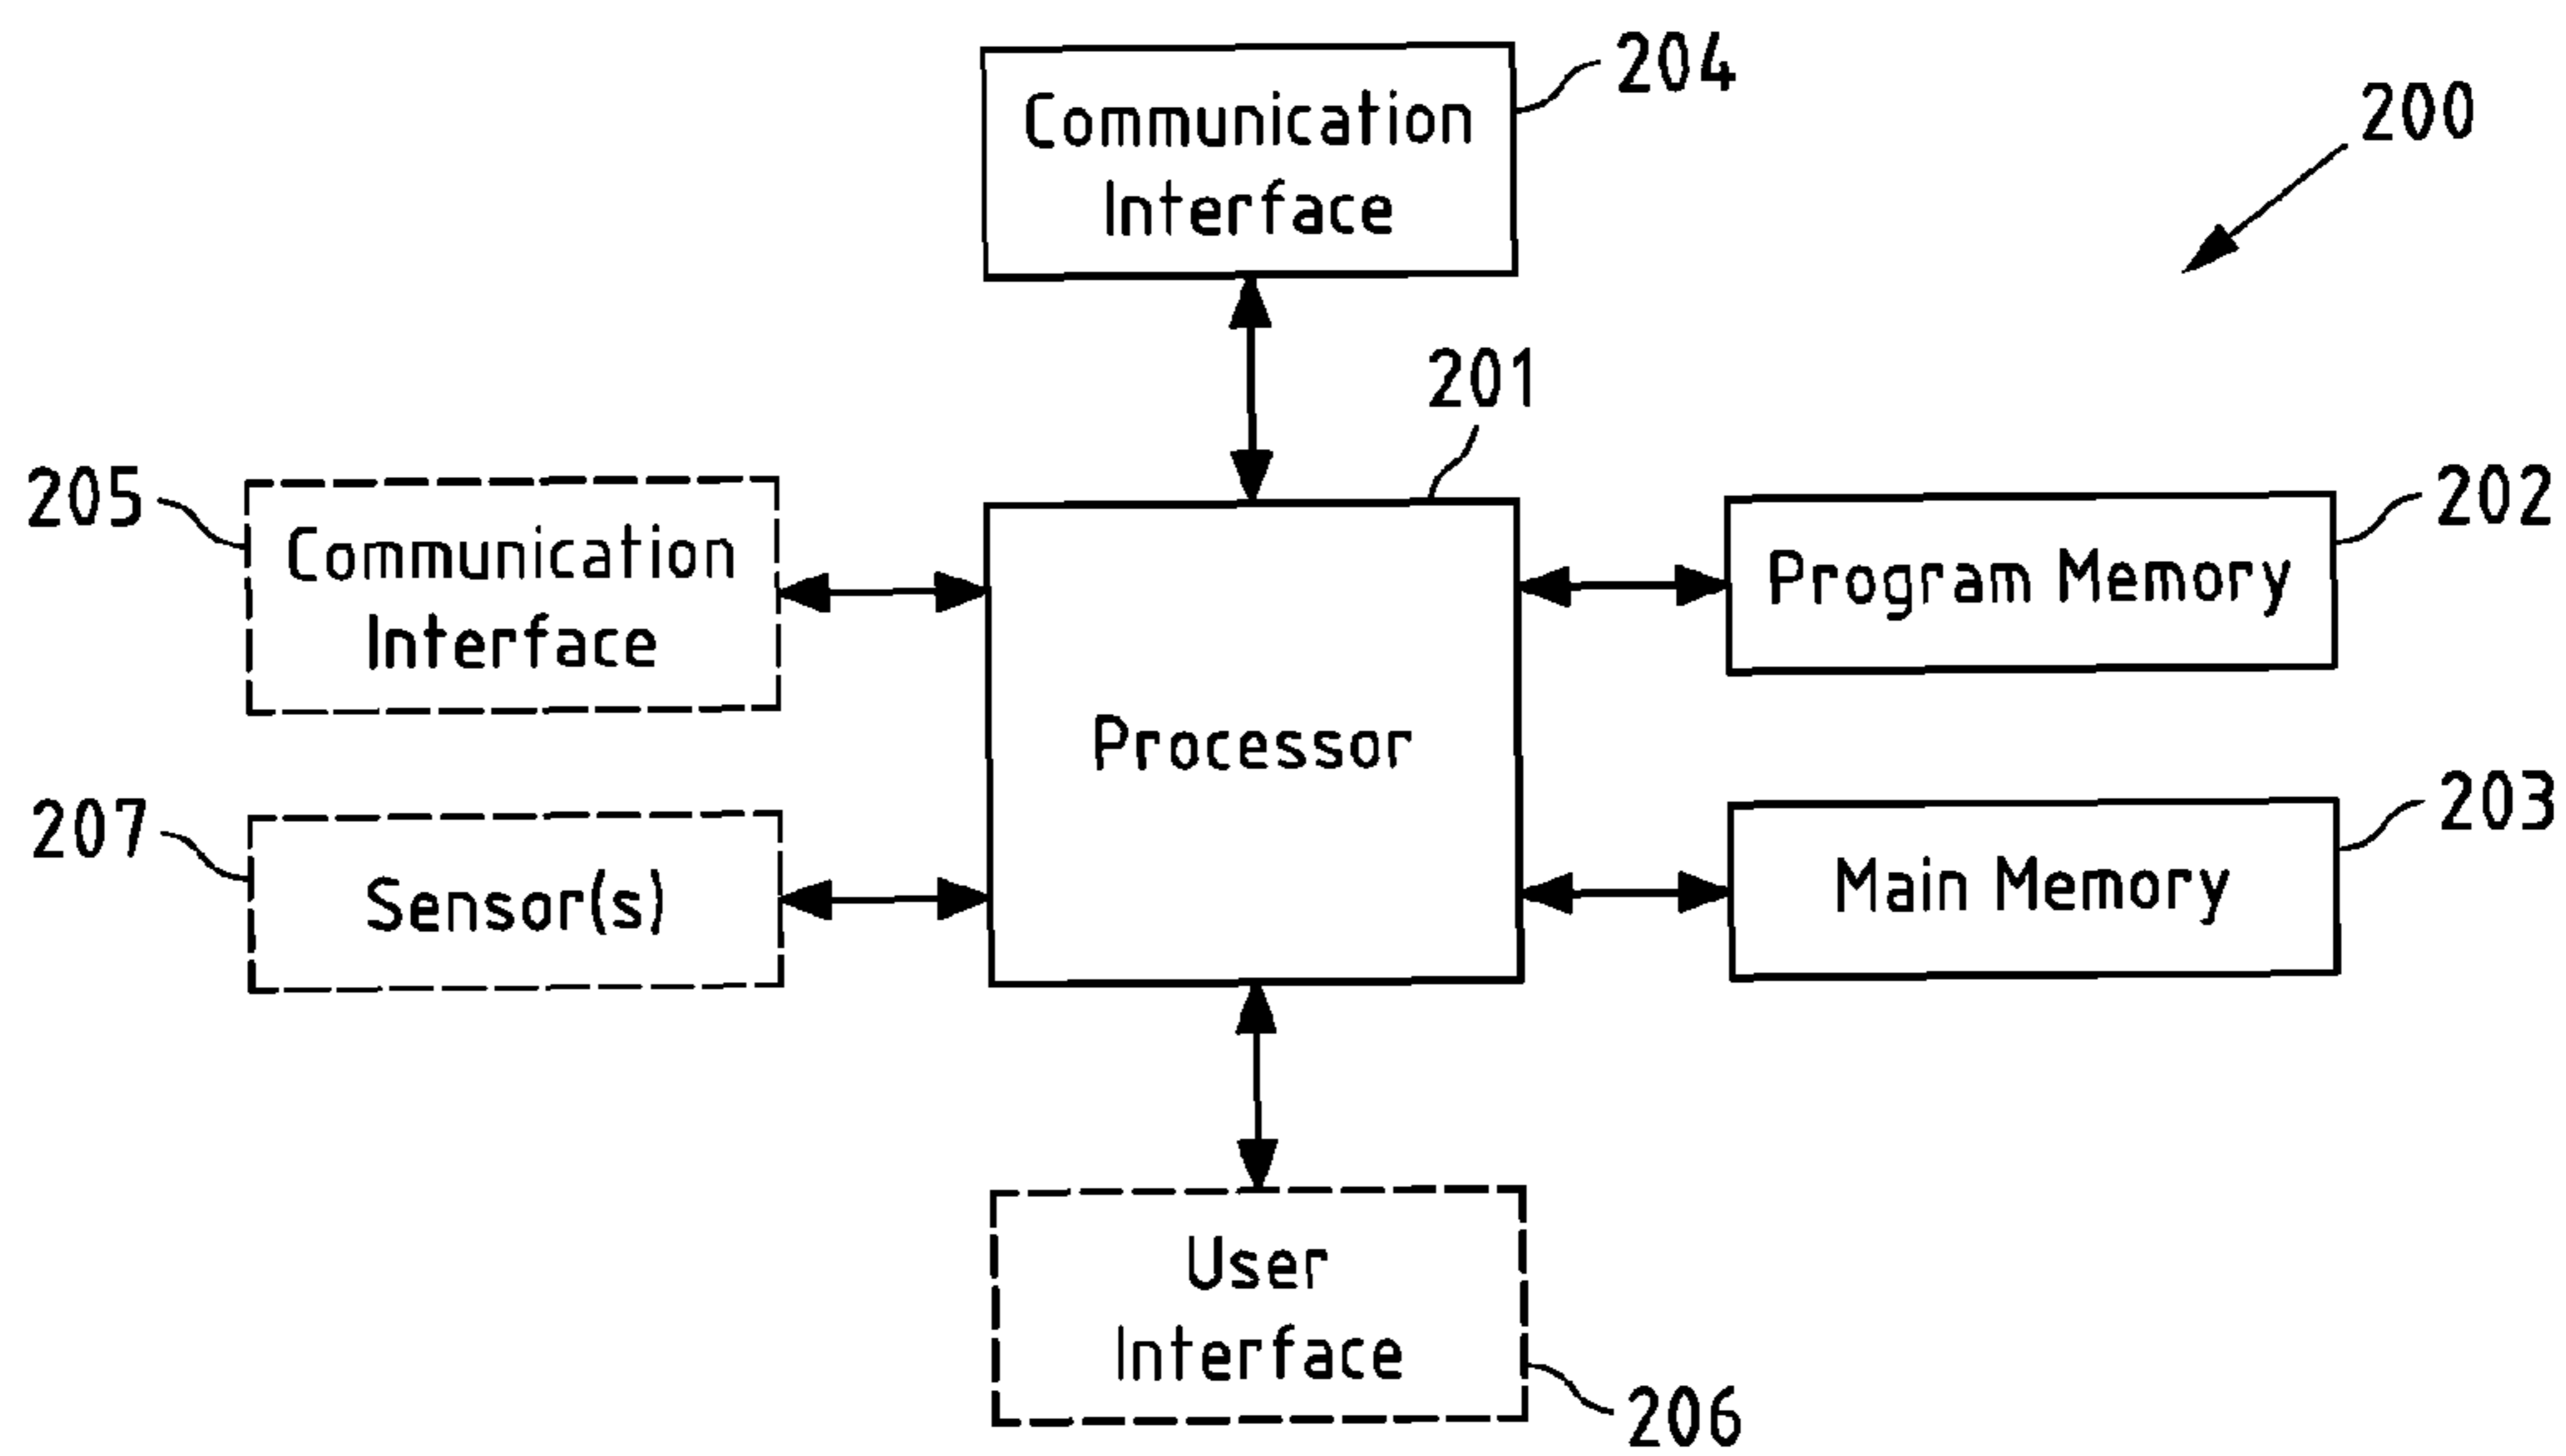 204
Communication
Interface
200
201
205
Communication
Interface
202
Program Memory
Processor
207
Sensor(s)
203
Main Memory
User
Interface
206